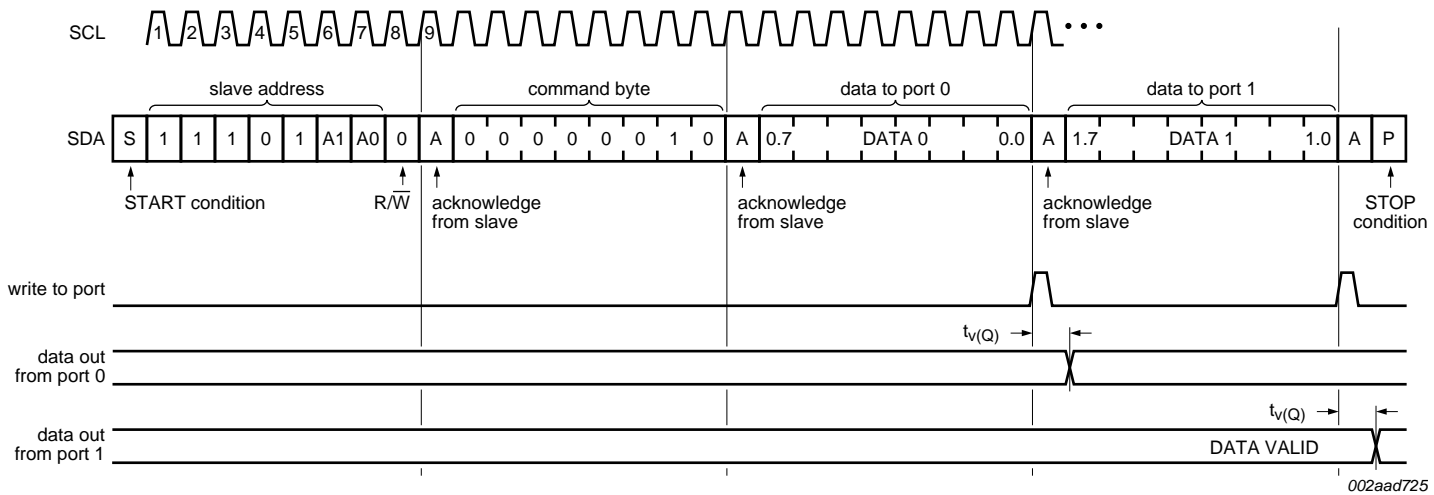 SCL 1 2 3 4 5 6 7 8 9
slave address command byte data to port 0 data to port 1
SDA S 1 1 1 0 1 A1 A0 0 A 0 0 0 0 0 0 1 0 A 0.7 DATA 0 0.0 A 1.7 DATA 1 1.0 A P
START condition R/W̅ acknowledge acknowledge acknowledge STOP
from slave from slave from slave condition
write to port
tv(Q)
data out
from port 0
tv(Q)
data out
from port 1 DATA VALID
002aad725